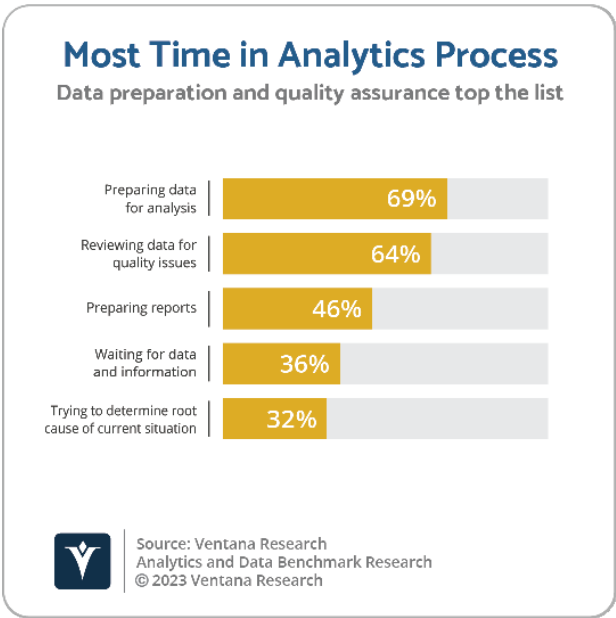 Most Time in Analytics Process
Data preparation and quality assurance top the list
Preparing data
for analysis
69%
Reviewing data for
quality issues
64%
Preparing reports
46%
Waiting for data
and information
36%
Trying to determine root
cause of current situation
32%
Source: Ventana Research
Analytics and Data Benchmark Research
© 2023 Ventana Research